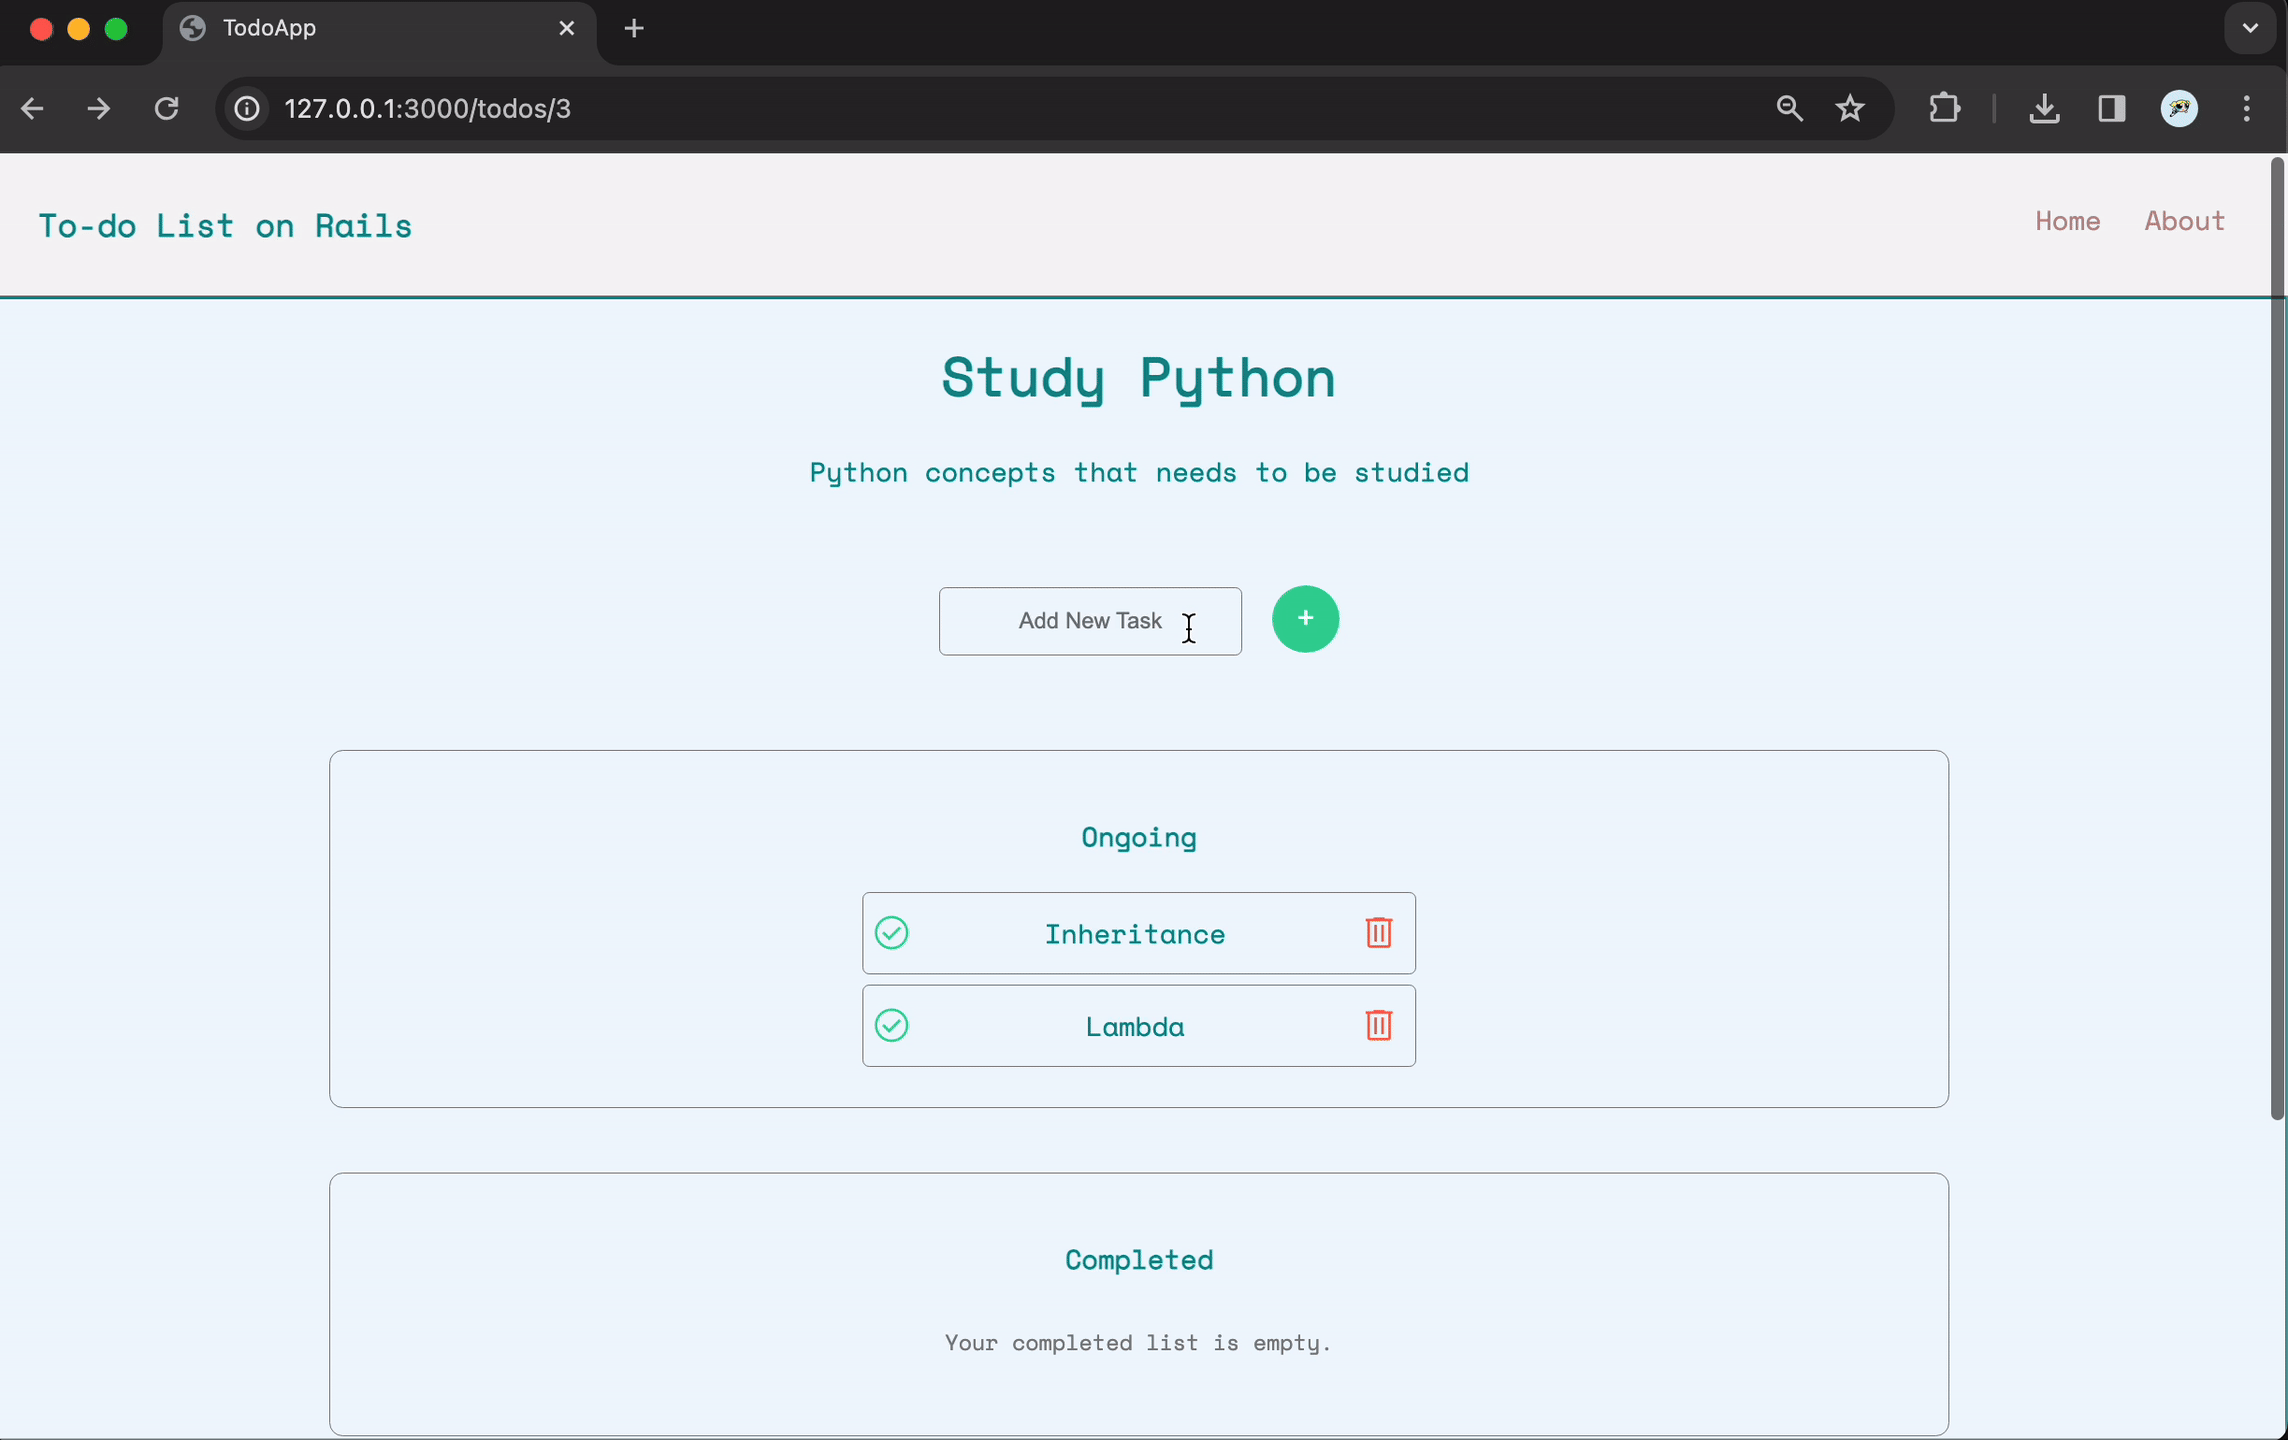 TodoApp
127.0.0.1:3000/todos/3
To-do List on Rails
Home About
Study Python
Python concepts that needs to be studied
Add New Task +
Ongoing
Inheritance
Lambda
Completed
Your completed list is empty.